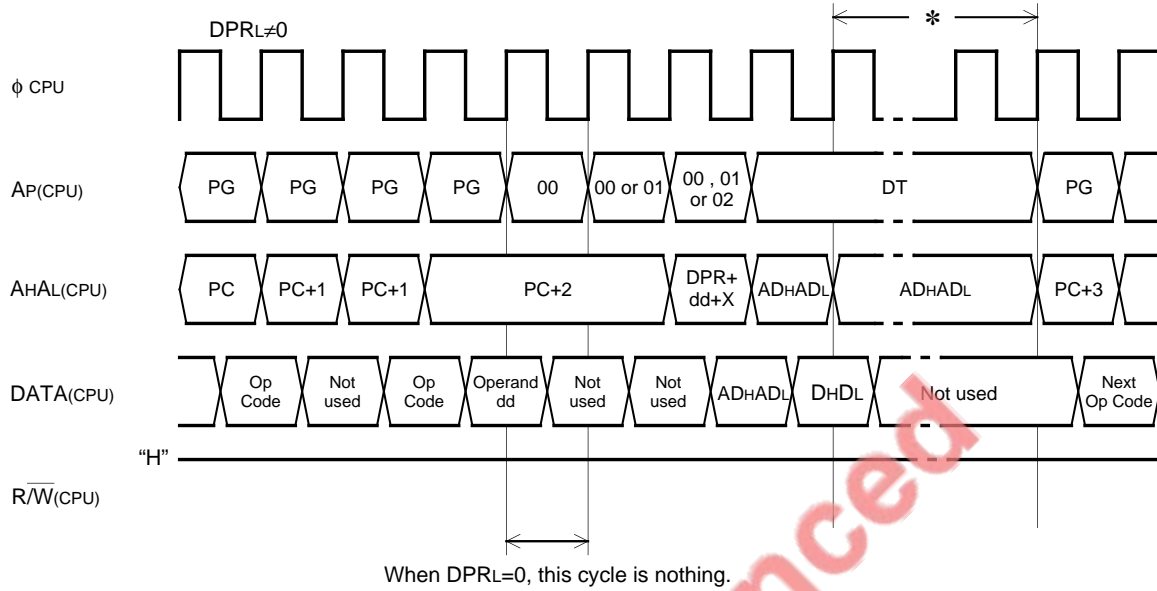 DPRL≠0
*
ϕ CPU
AP(CPU)
PG
PG
PG
PG
00
00 or 01
00 , 01
or 02
DT
PG
AHAL(CPU)
PC
PC+1
PC+1
PC+2
DPR+
dd+X
ADHADL
ADHADL
PC+3
DATA(CPU)
Op
Code
Not
used
Op
Code
Operand
dd
Not
used
Not
used
ADHADL
DHDL
Not used
Next
Op Code
“H”
R/W̅(CPU)
When DPRL=0, this cycle is nothing.
nced